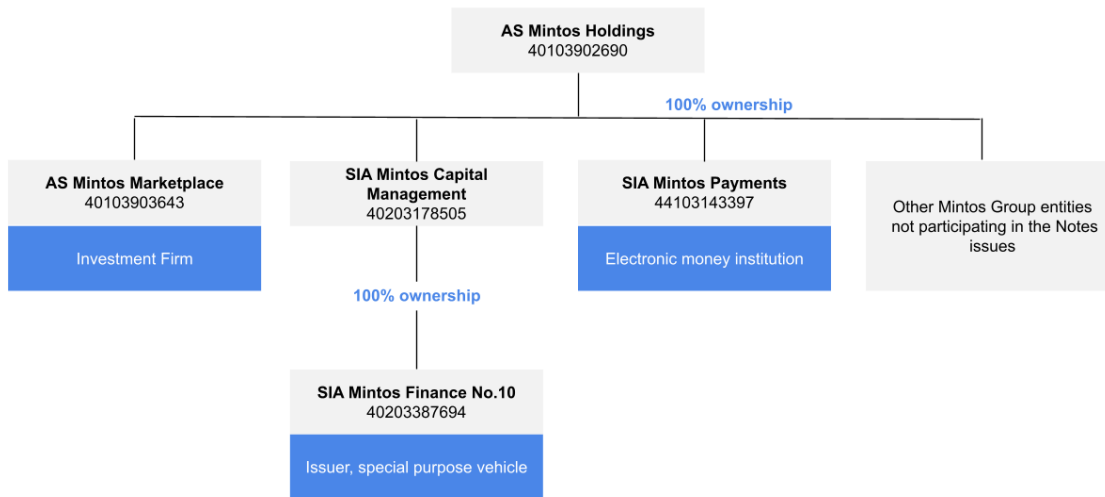 AS Mintos Holdings
40103902690
100% ownership
AS Mintos Marketplace
40103903643
Investment Firm
SIA Mintos Capital
Management
40203178505
SIA Mintos Payments
44103143397
Electronic money institution
Other Mintos Group entities
not participating in the Notes
issues
100% ownership
SIA Mintos Finance No.10
40203387694
Issuer, special purpose vehicle